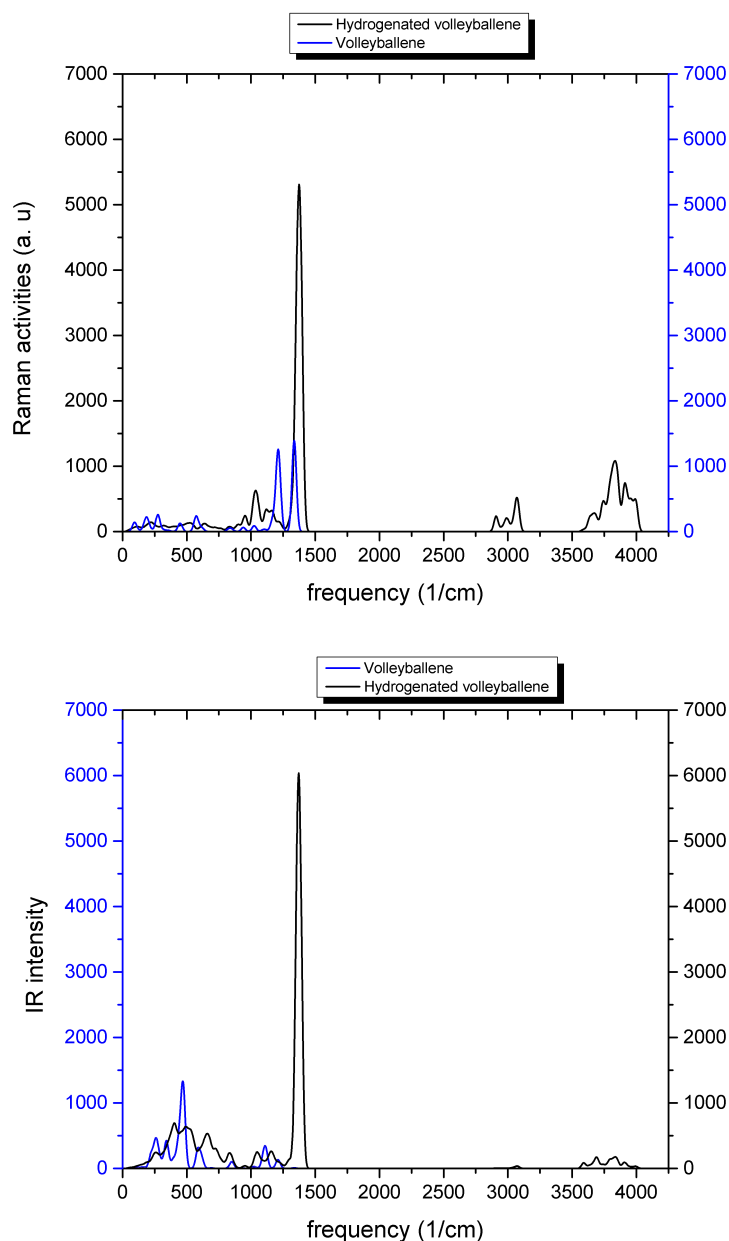 Hydrogenated volleyballene
Volleyballene
7000 7000
6000 6000
5000 5000
4000 4000
3000 3000
2000 2000
1000 1000
0 0
Raman activities (a. u)
0 500 1000 1500 2000 2500 3000 3500 4000
frequency (1/cm)
Volleyballene
Hydrogenated volleyballene
7000 7000
6000 6000
5000 5000
4000 4000
3000 3000
2000 2000
1000 1000
0 0
IR intensity
0 500 1000 1500 2000 2500 3000 3500 4000
frequency (1/cm)